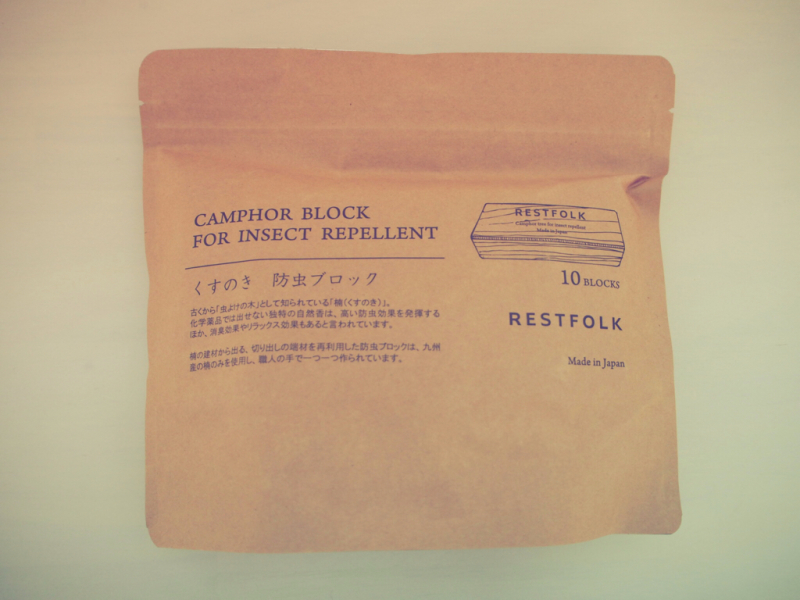 CAMPHOR BLOCK
FOR INSECT REPELLENT
くすのき 防虫ブロック
古くから「虫よけの木」として知られている「楠（くすのき）」。
化学薬品では出せない独特の自然香は、高い防虫効果を発揮する
ほか、消臭効果やリラックス効果もあると言われています。
楠の建材から出る、切り出しの端材を再利用した防虫ブロックは、九州
産の楠のみを使用し、職人の手で一つ一つ作られています。
RESTFOLK
Camphor tree for insect repellent
Made in Japan
10 BLOCKS
RESTFOLK
Made in Japan